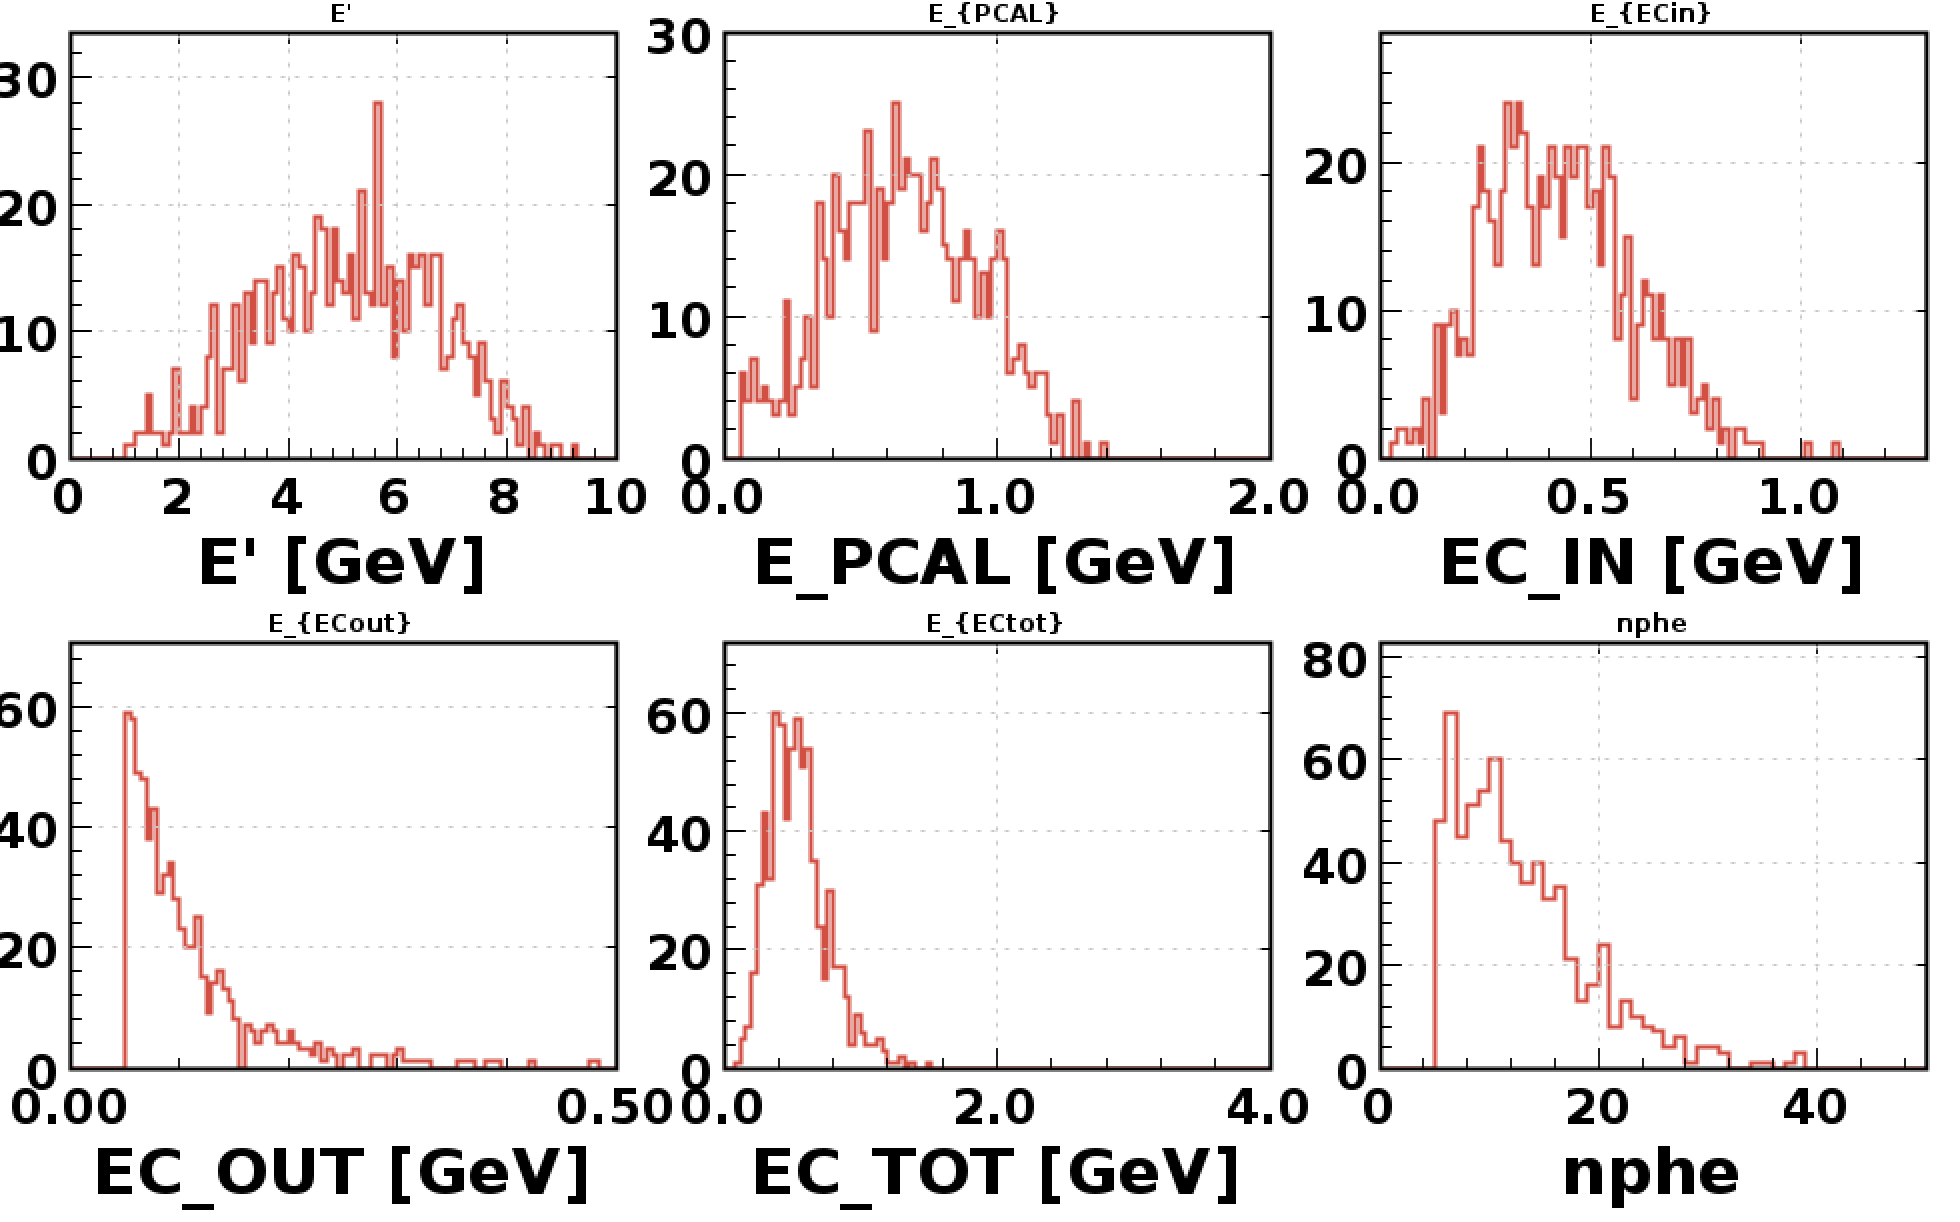 E' E_{PCAL} E_{ECin}
30 30
20 20 20
10 10 10
0 0 0
0 2 4 6 8 10 0.0 1.0 2.0 0.0 0.5 1.0
E' [GeV] E_PCAL [GeV] EC_IN [GeV]
E_{ECout} E_{ECtot} nphe
80
60 60 60
40 40 40
20 20 20
0 0 0
0.00 0.50 0.0 2.0 4.0 0 20 40
EC_OUT [GeV] EC_TOT [GeV] nphe